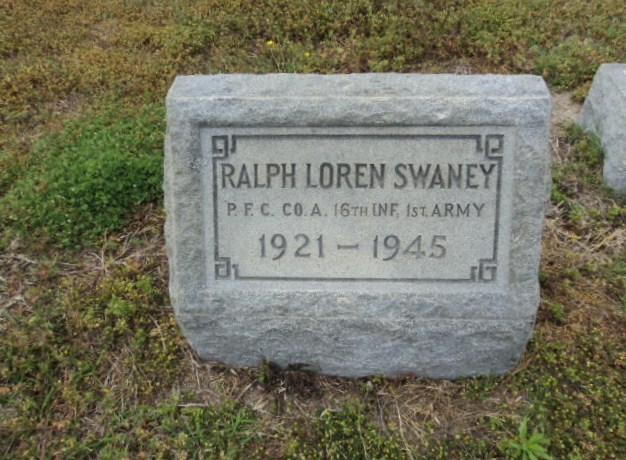 RALPH LOREN SWANEY
P. F. C. CO. A. 16TH INF, 1ST. ARMY
1921 – 1945